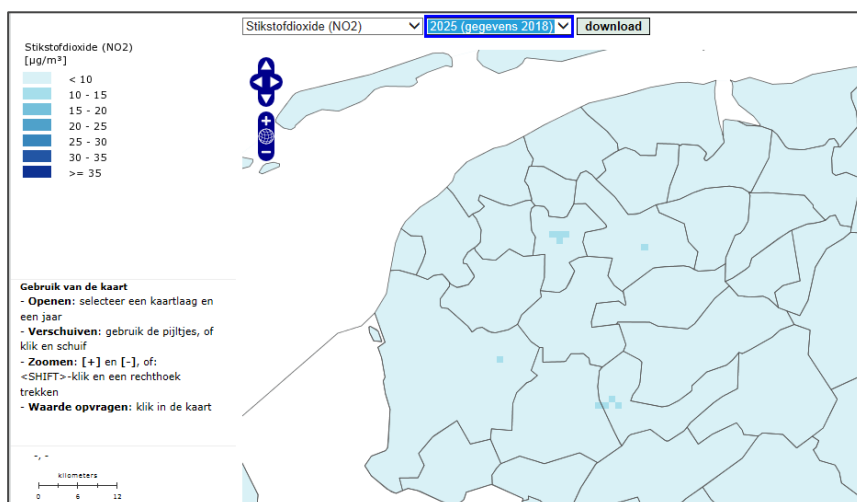 Stikstofdioxide (NO2)
2025 (gegevens 2018)
download
Stikstofdioxide (NO2)
[µg/m³]
< 10
10 - 15
15 - 20
20 - 25
25 - 30
30 - 35
>= 35
Gebruik van de kaart
- Openen: selecteer een kaartlaag en
een jaar
- Verschuiven: gebruik de pijltjes, of
klik en schuif
- Zoomen: [+] en [-], of:
<SHIFT>-klik en een rechthoek
trekken
- Waarde opvragen: klik in de kaart
-, -
kilometers
0 6 12